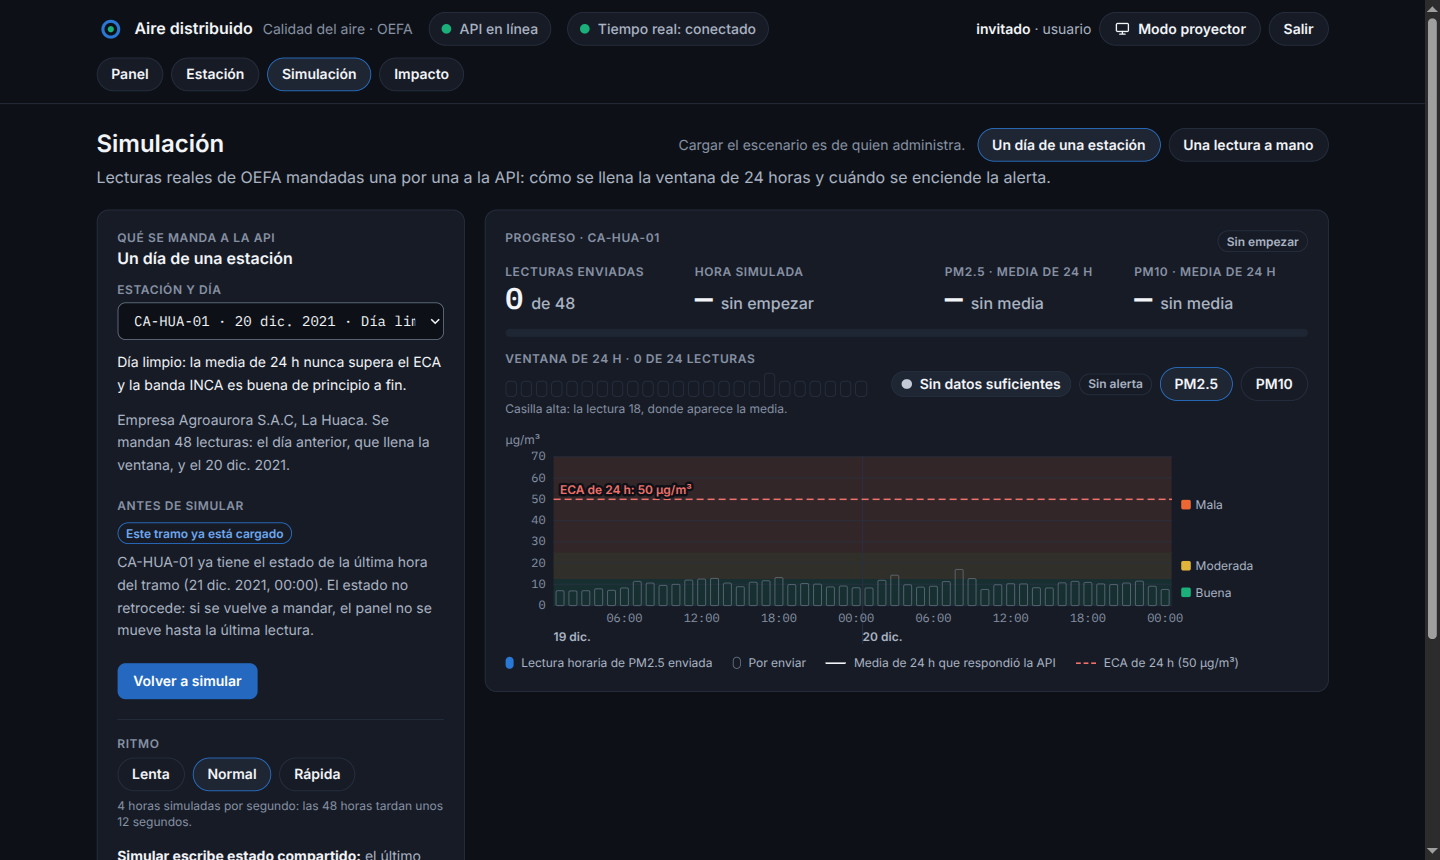 Aire distribuido Calidad del aire · OEFA API en línea Tiempo real: conectado invitado · usuario Modo proyector Salir
Panel Estación Simulación Impacto
Simulación
Cargar el escenario es de quien administra. Un día de una estación Una lectura a mano
Lecturas reales de OEFA mandadas una por una a la API: cómo se llena la ventana de 24 horas y cuándo se enciende la alerta.
QUÉ SE MANDA A LA API
Un día de una estación
ESTACIÓN Y DÍA
CA-HUA-01 · 20 dic. 2021 · Día lim
Día limpio: la media de 24 h nunca supera el ECA
y la banda INCA es buena de principio a fin.
Empresa Agroaurora S.A.C, La Huaca. Se
mandan 48 lecturas: el día anterior, que llena la
ventana, y el 20 dic. 2021.
ANTES DE SIMULAR
Este tramo ya está cargado
CA-HUA-01 ya tiene el estado de la última hora
del tramo (21 dic. 2021, 00:00). El estado no
retrocede: si se vuelve a mandar, el panel no se
mueve hasta la última lectura.
Volver a simular
RITMO
Lenta Normal Rápida
4 horas simuladas por segundo: las 48 horas tardan unos
12 segundos.
Simular escribe estado compartido: el último
PROGRESO · CA-HUA-01 Sin empezar
LECTURAS ENVIADAS HORA SIMULADA PM2.5 · MEDIA DE 24 H PM10 · MEDIA DE 24 H
0 de 48 — sin empezar — sin media — sin media
VENTANA DE 24 H · 0 DE 24 LECTURAS
Sin datos suficientes Sin alerta PM2.5 PM10
Casilla alta: la lectura 18, donde aparece la media.
µg/m³
70
60
ECA de 24 h: 50 µg/m³
50 Mala
40
30
20 Moderada
10 Buena
0
06:00 12:00 18:00 00:00 06:00 12:00 18:00 00:00
19 dic. 20 dic.
Lectura horaria de PM2.5 enviada Por enviar Media de 24 h que respondió la API ECA de 24 h (50 µg/m³)